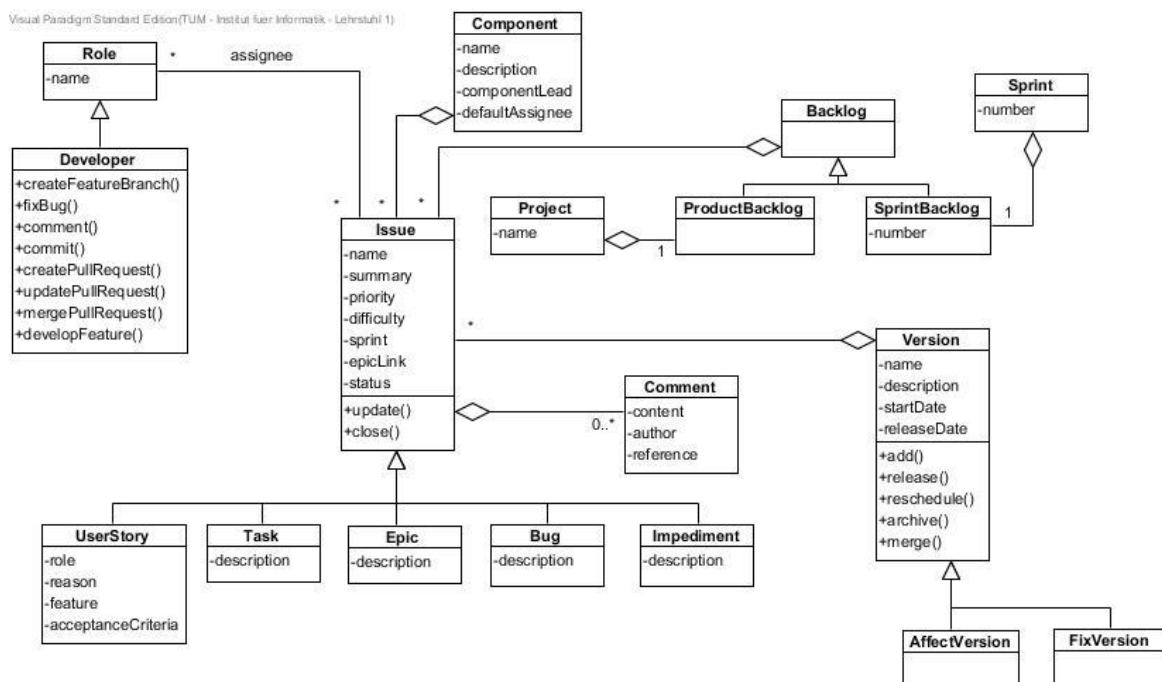 Visual Paradigm Standard Edition(TUM - Institut fuer Informatik - Lehrstuhl 1)
Role
-name
*
assignee
*
Component
-name
-description
-componentLead
-defaultAssignee
*
Backlog
*
Sprint
-number
Developer
+createFeatureBranch()
+fixBug()
+comment()
+commit()
+createPullRequest()
+updatePullRequest()
+mergePullRequest()
+developFeature()
Project
-name
1
ProductBacklog
SprintBacklog
-number
1
Issue
-name
-summary
-priority
-difficulty
-sprint
-epicLink
-status
+update()
+close()
*
Version
-name
-description
-startDate
-releaseDate
+add()
+release()
+reschedule()
+archive()
+merge()
Comment
-content
-author
-reference
0..*
UserStory
-role
-reason
-feature
-acceptanceCriteria
Task
-description
Epic
-description
Bug
-description
Impediment
-description
AffectVersion
FixVersion